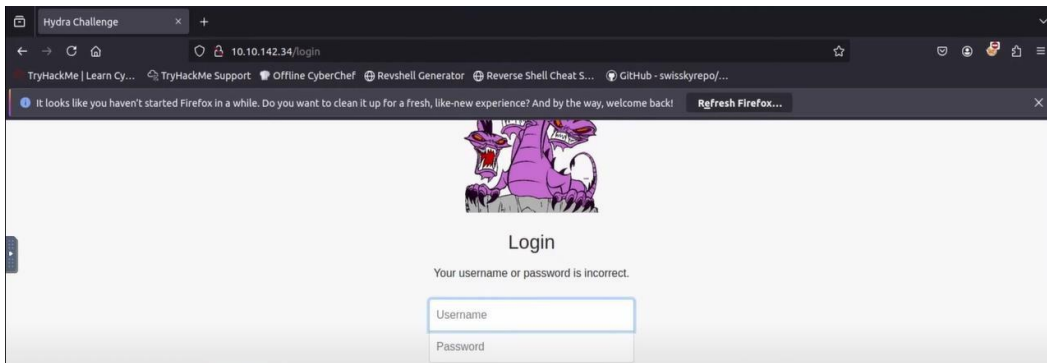 Hydra Challenge
10.10.142.34/login
TryHackMe | Learn Cy... TryHackMe Support Offline CyberChef Revshell Generator Reverse Shell Cheat S... GitHub - swisskyrepo/...
It looks like you haven't started Firefox in a while. Do you want to clean it up for a fresh, like-new experience? And by the way, welcome back! Refresh Firefox...
Login
Your username or password is incorrect.
Username
Password